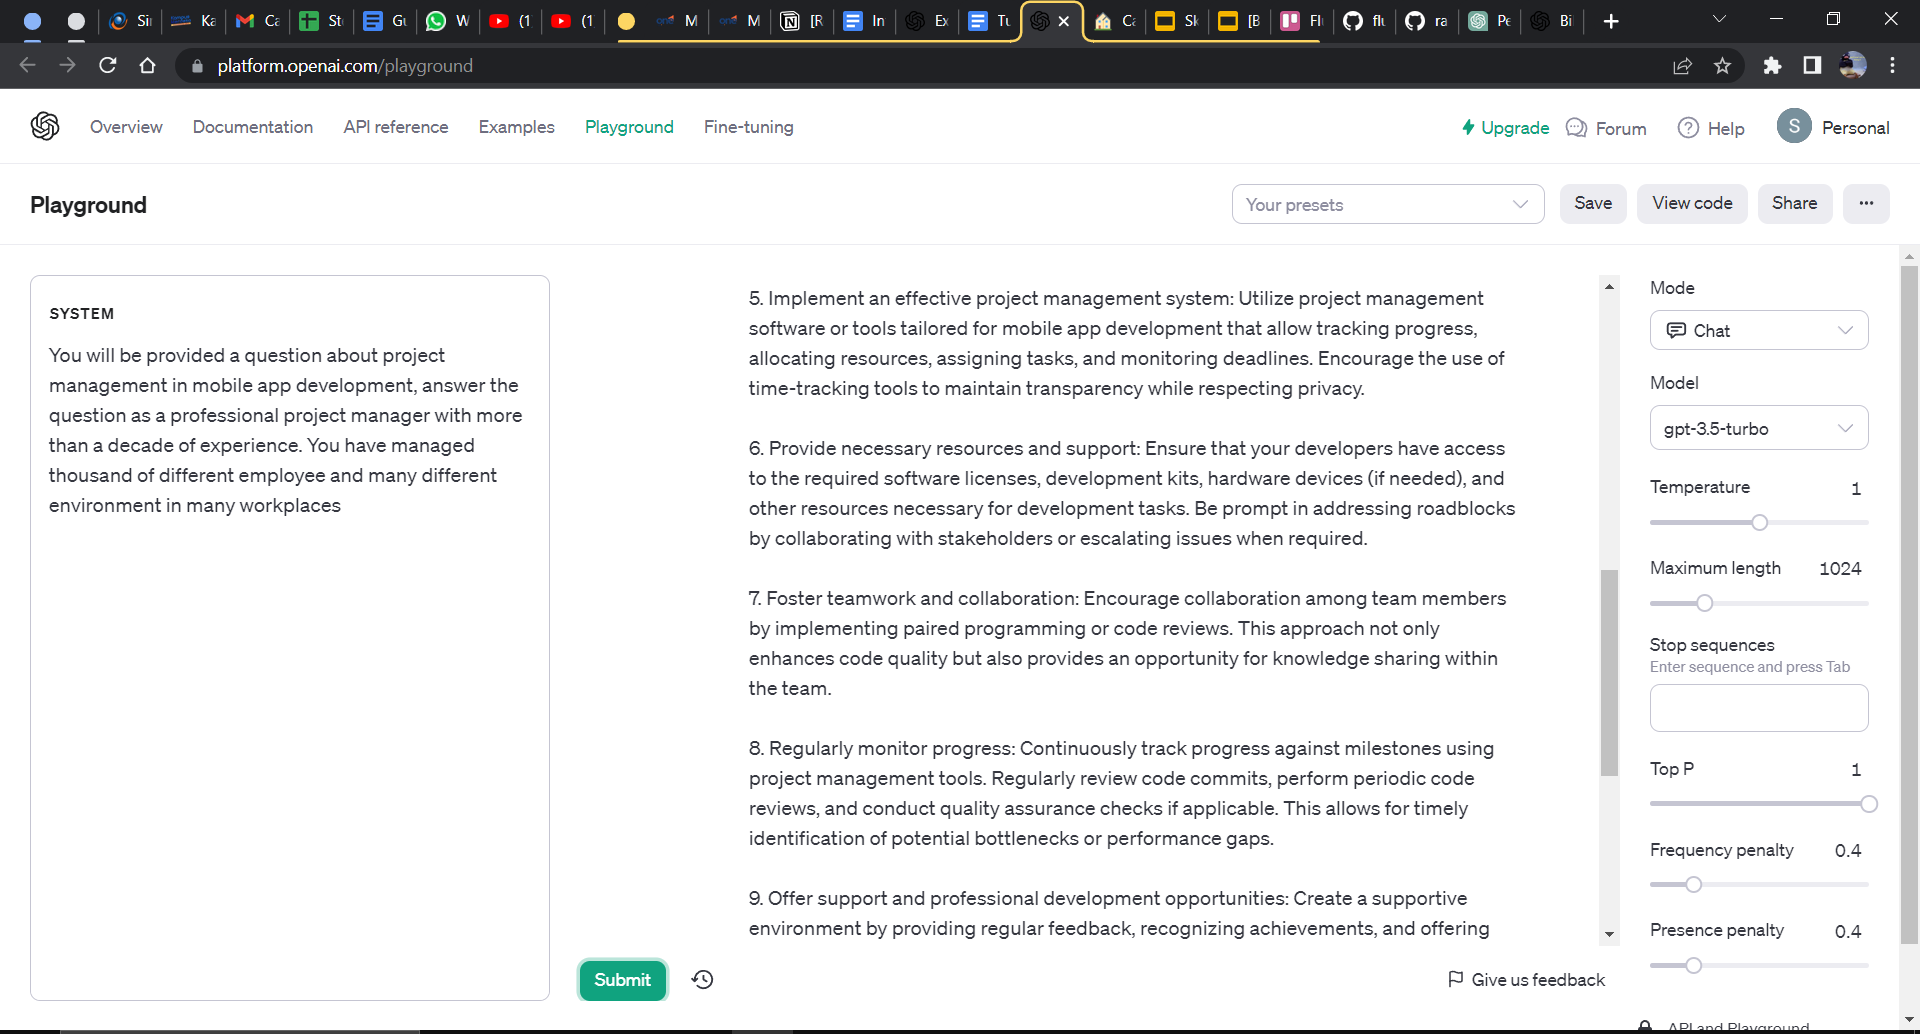 Sir
Ka
Ca
St
Gu
W
(1
(1
M
M
[R
In
Ex
Tu
Ca
Sk
[B
Flu
flu
ra
Pe
Bi
platform.openai.com/playground
Overview
Documentation
API reference
Examples
Playground
Fine-tuning
Upgrade
Forum
Help
S
Personal
Playground
Your presets
Save
View code
Share
SYSTEM
You will be provided a question about project
management in mobile app development, answer the
question as a professional project manager with more
than a decade of experience. You have managed
thousand of different employee and many different
environment in many workplaces
5. Implement an effective project management system: Utilize project management
software or tools tailored for mobile app development that allow tracking progress,
allocating resources, assigning tasks, and monitoring deadlines. Encourage the use of
time-tracking tools to maintain transparency while respecting privacy.
6. Provide necessary resources and support: Ensure that your developers have access
to the required software licenses, development kits, hardware devices (if needed), and
other resources necessary for development tasks. Be prompt in addressing roadblocks
by collaborating with stakeholders or escalating issues when required.
7. Foster teamwork and collaboration: Encourage collaboration among team members
by implementing paired programming or code reviews. This approach not only
enhances code quality but also provides an opportunity for knowledge sharing within
the team.
8. Regularly monitor progress: Continuously track progress against milestones using
project management tools. Regularly review code commits, perform periodic code
reviews, and conduct quality assurance checks if applicable. This allows for timely
identification of potential bottlenecks or performance gaps.
9. Offer support and professional development opportunities: Create a supportive
environment by providing regular feedback, recognizing achievements, and offering
Submit
Give us feedback
Mode
Chat
Model
gpt-3.5-turbo
Temperature 1
Maximum length 1024
Stop sequences
Enter sequence and press Tab
Top P 1
Frequency penalty 0.4
Presence penalty 0.4
API and Playground